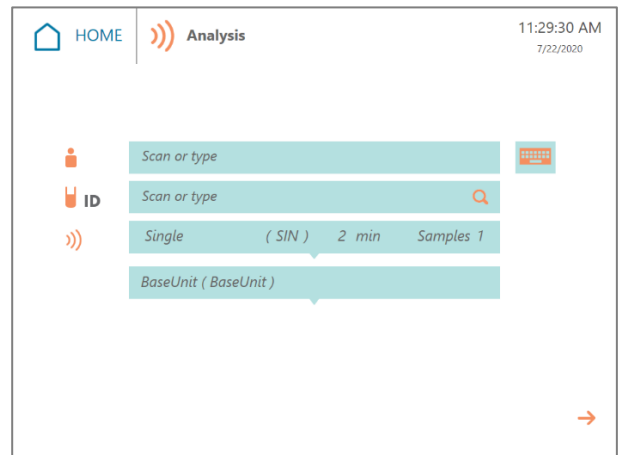 HOME Analysis 11:29:30 AM
7/22/2020
Scan or type
ID Scan or type
Single ( SIN ) 2 min Samples 1
BaseUnit ( BaseUnit )